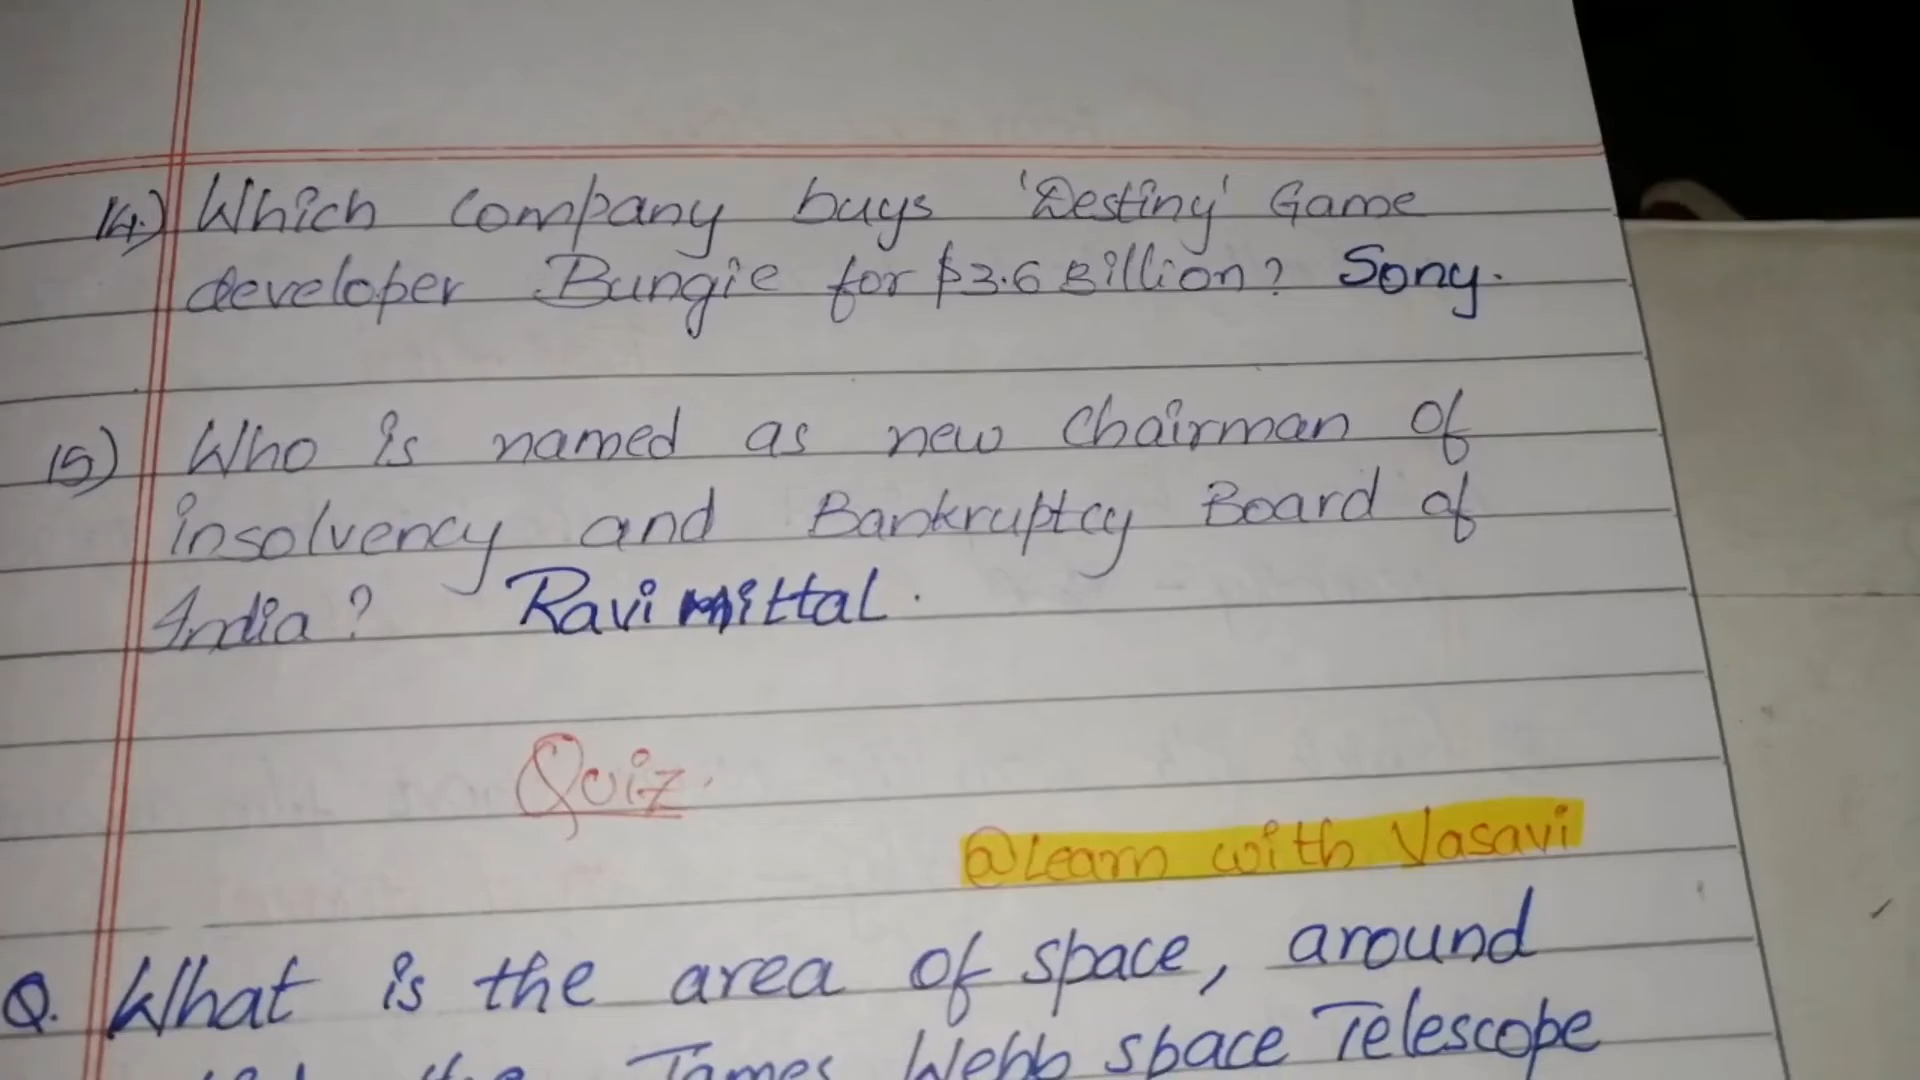 14.) Which Company buys 'Destiny' Game
developer Bungie for $3.6 Billion? Sony.
15) Who is named as new Chairman of
insolvency and Bankruptcy Board of
India? Ravi mittal.
Quiz.
@Learn with Vasavi
Q. What is the area of space, around
the James Webb space Telescope